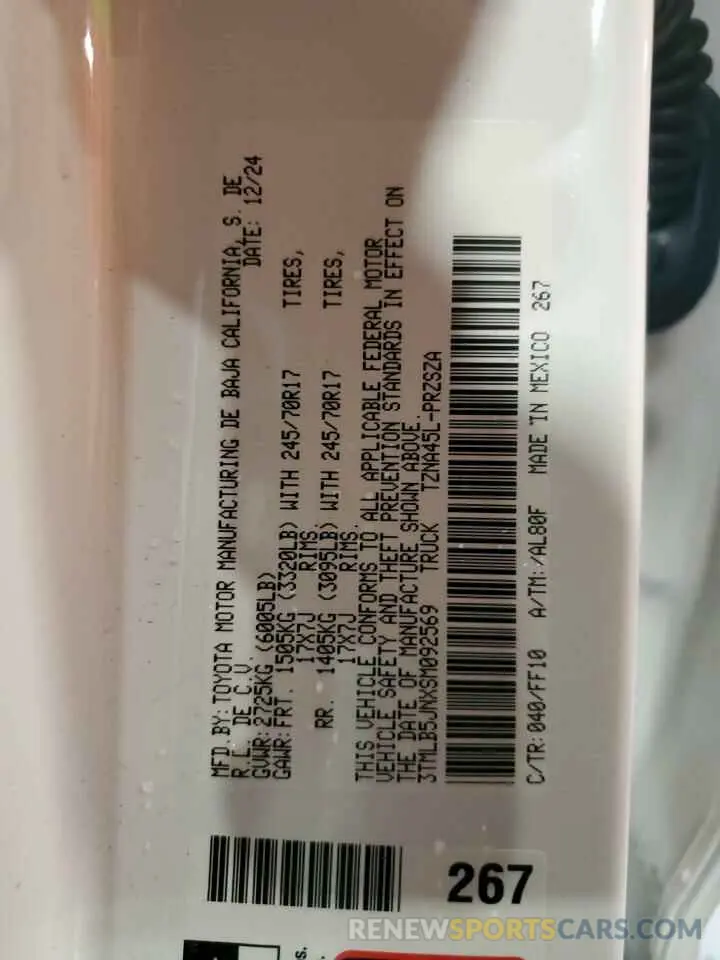 MFD.BY:TOYOTA MOTOR MANUFACTURING DE BAJA CALIFORNIA, S. DE
R.L. DE C.V. DATE: 12/24
GVWR:2725KG (6005LB)
GAWR:FRT. 1505KG (3320LB) WITH 245/70R17 TIRES,
17X7J RIMS.
RR. 1405KG (3095LB) WITH 245/70R17 TIRES,
17X7J RIMS.
THIS VEHICLE CONFORMS TO ALL APPLICABLE FEDERAL MOTOR
VEHICLE SAFETY AND THEFT PREVENTION STANDARDS IN EFFECT ON
THE DATE OF MANUFACTURE SHOWN ABOVE.
3TMLB5JNXSM092569 TRUCK TZNA45L-PRZSZA
C/TR:040/FF10 A/TM:/AL80F MADE IN MEXICO 267
267
RENEWSPORTSCARS.COM